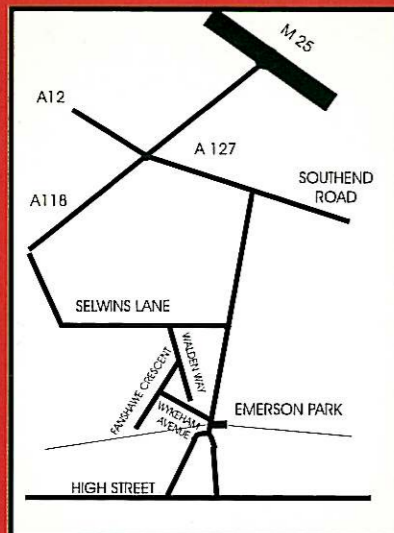 M 25
A12
A 127
SOUTHEND
ROAD
A118
SELWINS LANE
WALDEN WAY
FANSHAWE CRESCENT
WYKEHAM
AVENUE
EMERSON PARK
HIGH STREET